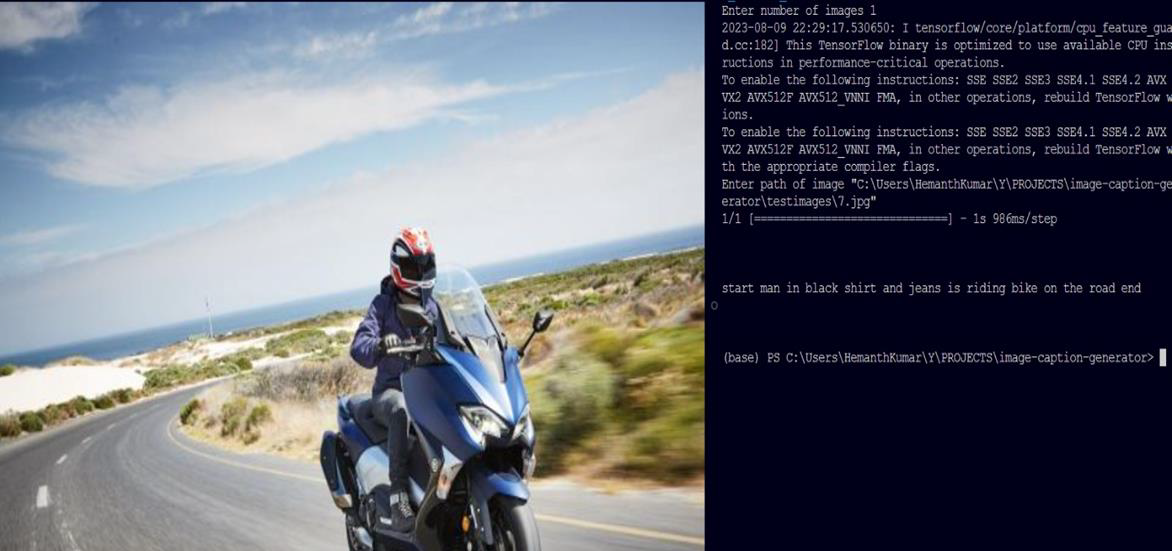 Enter number of images 1
2023-08-09 22:29:17.530650: I tensorflow/core/platform/cpu_feature_gua
d.cc:182] This TensorFlow binary is optimized to use available CPU ins
ructions in performance-critical operations.
To enable the following instructions: SSE SSE2 SSE3 SSE4.1 SSE4.2 AVX
VX2 AVX512F AVX512_VNNI FMA, in other operations, rebuild TensorFlow w
ions.
To enable the following instructions: SSE SSE2 SSE3 SSE4.1 SSE4.2 AVX
VX2 AVX512F AVX512_VNNI FMA, in other operations, rebuild TensorFlow w
th the appropriate compiler flags.
Enter path of image "C:\Users\HemanthKumar\Y\PROJECTS\image-caption-ge
erator\testimages\7.jpg"
1/1 [==============================] - 1s 986ms/step
start man in black shirt and jeans is riding bike on the road end
(base) PS C:\Users\HemanthKumar\Y\PROJECTS\image-caption-generator>